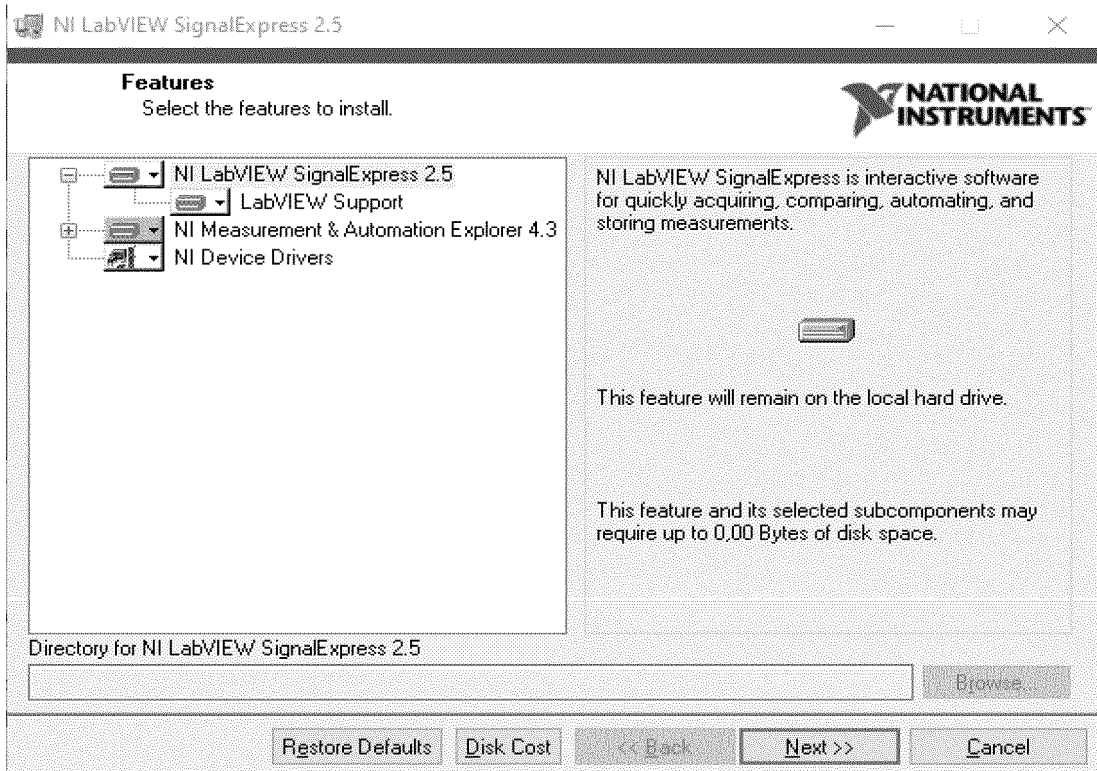 NI LabVIEW SignalExpress 2.5
Features
Select the features to install.
NATIONAL
INSTRUMENTS
NI LabVIEW SignalExpress 2.5
LabVIEW Support
NI Measurement & Automation Explorer 4.3
NI Device Drivers
NI LabVIEW SignalExpress is interactive software
for quickly acquiring, comparing, automating, and
storing measurements.
This feature will remain on the local hard drive.
This feature and its selected subcomponents may
require up to 0,00 Bytes of disk space.
Directory for NI LabVIEW SignalExpress 2.5
Browse...
Restore Defaults Disk Cost << Back Next >> Cancel